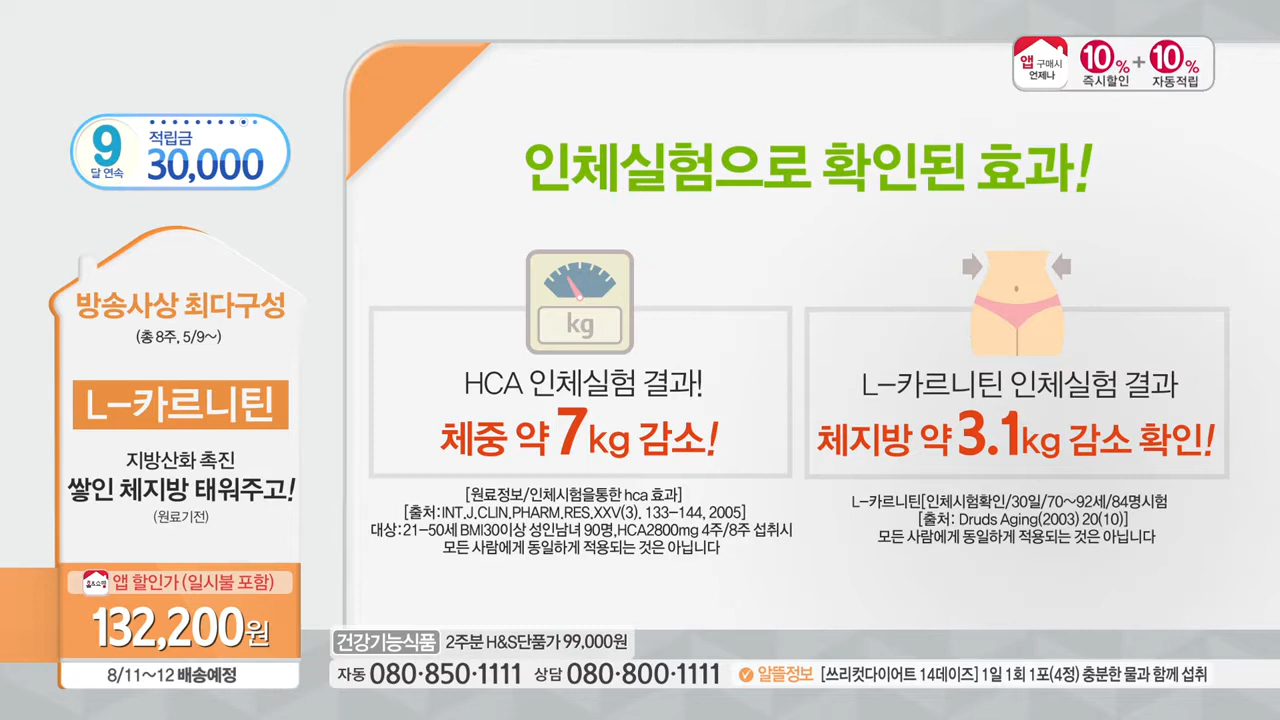 앱 구매시 언제나
10% 즉시할인 + 10% 자동적립
9 달 연속
적립금
30,000
인체실험으로 확인된 효과!
방송사상 최다구성
(총 8주, 5/9~)
L-카르니틴
지방산화 촉진
쌓인 체지방 태워주고!
(원료기전)
kg
HCA 인체실험 결과!
체중 약 7kg 감소!
[원료정보/인체시험을통한 hca 효과]
[출처:INT.J.CLIN.PHARM.RES.XXV(3), 133-144, 2005]
대상:21-50세 BMI30이상 성인남녀 90명,HCA2800mg 4주/8주 섭취시
모든 사람에게 동일하게 적용되는 것은 아닙니다
L-카르니틴 인체실험 결과
체지방 약 3.1kg 감소 확인!
L-카르니틴[인체시험확인/30일/70~92세/84명시험
[출처: Druds Aging(2003) 20(10)]
모든 사람에게 동일하게 적용되는 것은 아닙니다
홈&쇼핑 앱 할인가 (일시불 포함)
132,200원
8/11~12 배송예정
건강기능식품 2주분 H&S단품가 99,000원
자동 080·850·1111 상담 080·800·1111
알뜰정보 [쓰리컷다이어트 14데이즈] 1일 1회 1포(4정) 충분한 물과 함께 섭취